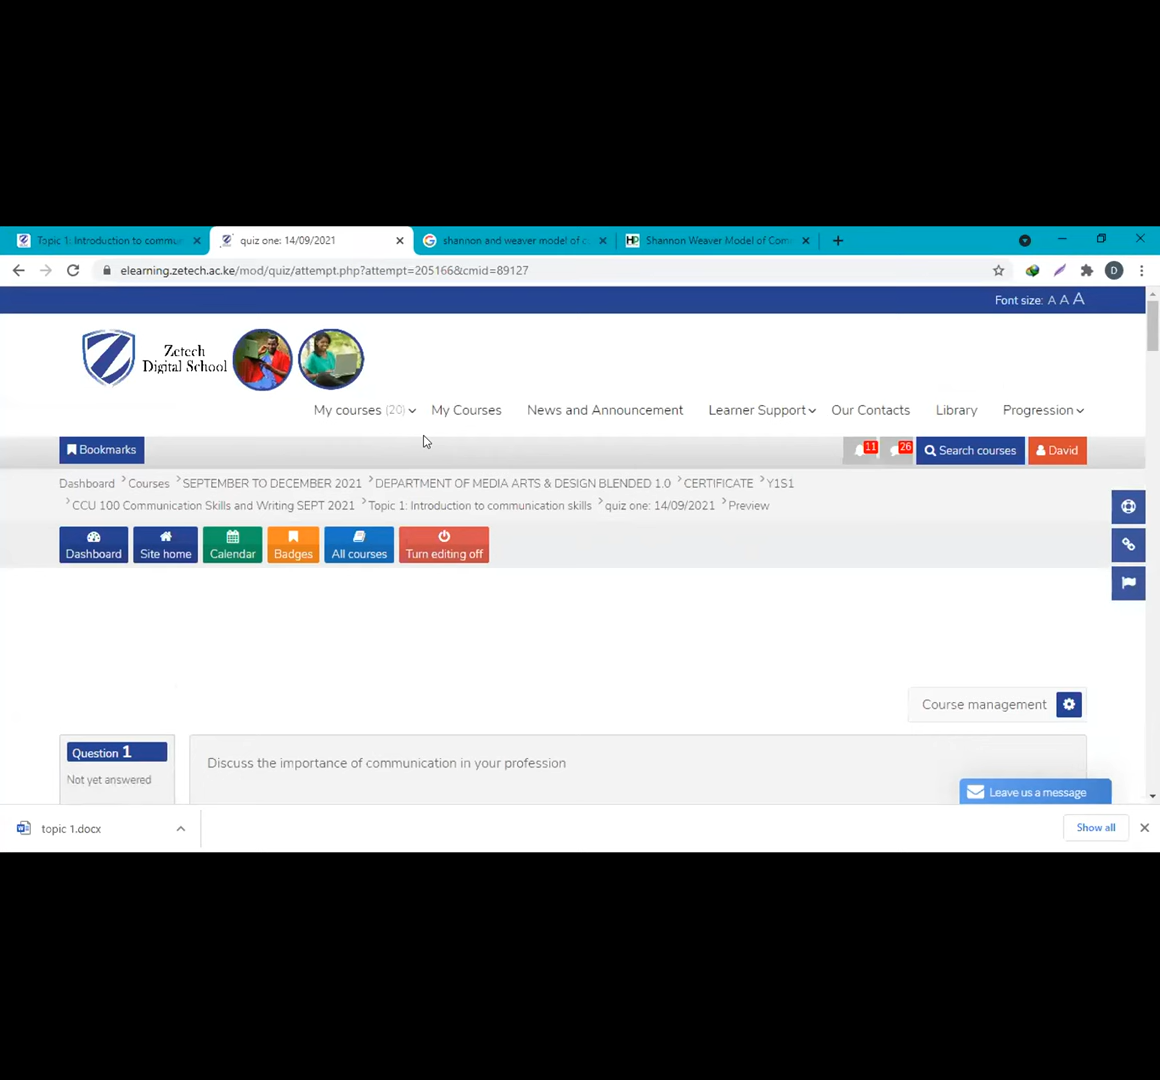 Topic 1: Introduction to commu
quiz one: 14/09/2021
shannon and weaver model of c
Shannon Weaver Model of Com
elearning.zetech.ac.ke/mod/quiz/attempt.php?attempt=205166&cmid=89127
D
Font size: A A A
Zetech
Digital School
My courses (20)
My Courses
News and Announcement
Learner Support
Our Contacts
Library
Progression
Bookmarks
11
26
Search courses
David
Dashboard > Courses > SEPTEMBER TO DECEMBER 2021 > DEPARTMENT OF MEDIA ARTS & DESIGN BLENDED 1.0 > CERTIFICATE > Y1S1
> CCU 100 Communication Skills and Writing SEPT 2021 > Topic 1: Introduction to communication skills > quiz one: 14/09/2021 > Preview
Dashboard
Site home
Calendar
Badges
All courses
Turn editing off
Course management
Question 1
Not yet answered
Discuss the importance of communication in your profession
Leave us a message
topic 1.docx
Show all